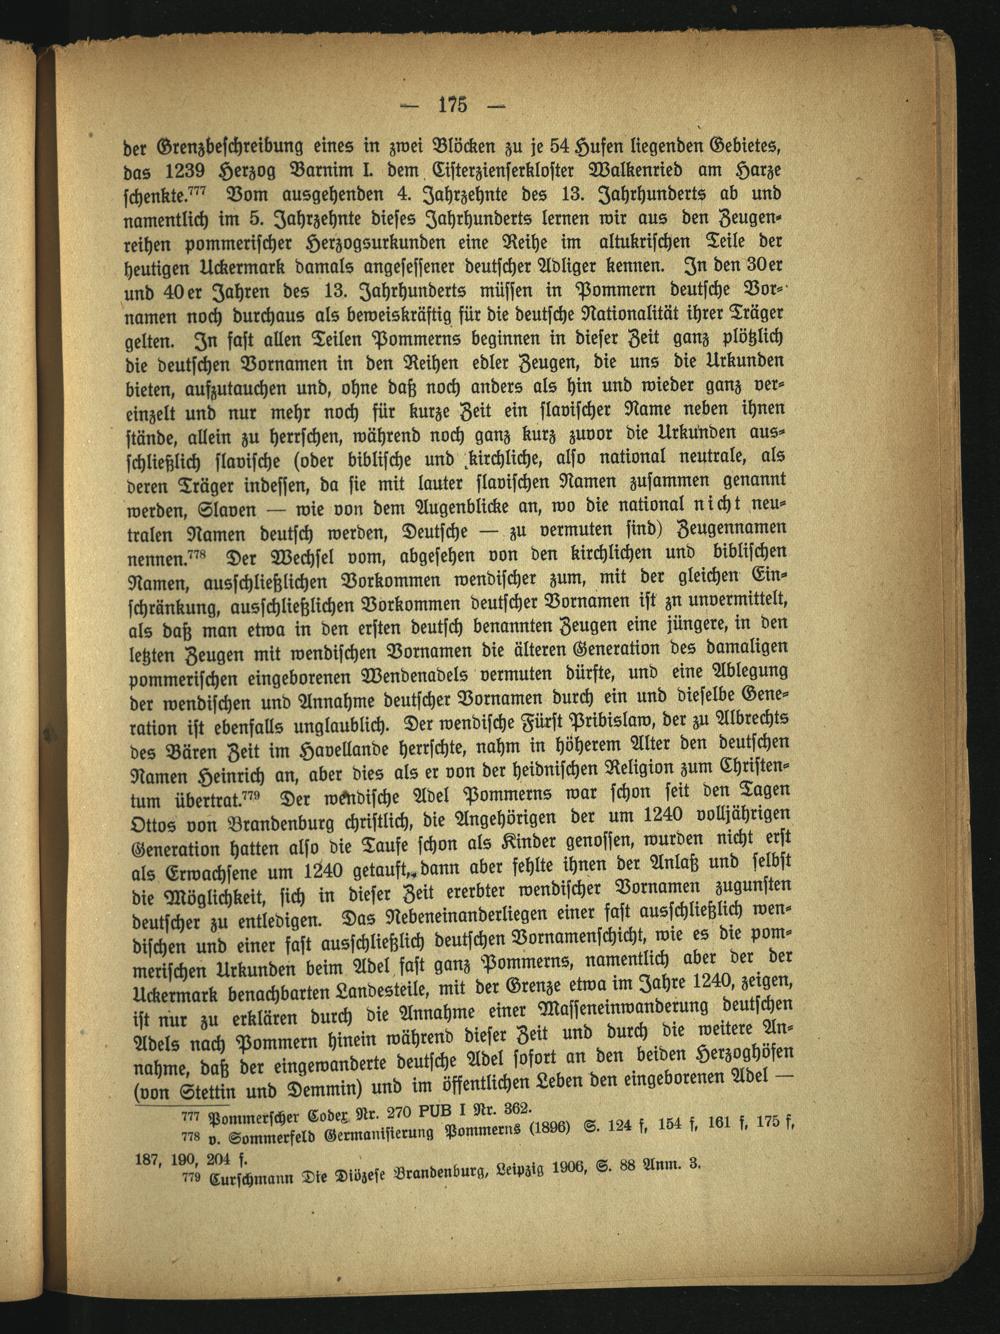 — 175 —
der Grenzbeschreibung eines in zwei Blöcken zu je 54 Hufen liegenden Gebietes,
das 1239 Herzog Barnim I. dem Cisterzienserkloster Walkenried am Harze
schenkte.⁷⁷⁷ Vom ausgehenden 4. Jahrzehnte des 13. Jahrhunderts ab und
namentlich im 5. Jahrzehnte dieses Jahrhunderts lernen wir aus den Zeugen-
reihen pommerischer Herzogsurkunden eine Reihe im altukrischen Teile der
heutigen Uckermark damals angesessener deutscher Adliger kennen. In den 30er
und 40er Jahren des 13. Jahrhunderts müssen in Pommern deutsche Vor-
namen noch durchaus als beweiskräftig für die deutsche Nationalität ihrer Träger
gelten. In fast allen Teilen Pommerns beginnen in dieser Zeit ganz plötzlich
die deutschen Vornamen in den Reihen edler Zeugen, die uns die Urkunden
bieten, aufzutauchen und, ohne daß noch anders als hin und wieder ganz ver-
einzelt und nur mehr noch für kurze Zeit ein slavischer Name neben ihnen
stände, allein zu herrschen, während noch ganz kurz zuvor die Urkunden aus-
schließlich slavische (oder biblische und kirchliche, also national neutrale, als
deren Träger indessen, da sie mit lauter slavischen Namen zusammen genannt
werden, Slaven — wie von dem Augenblicke an, wo die national nicht neu-
tralen Namen deutsch werden, Deutsche — zu vermuten sind) Zeugennamen
nennen.⁷⁷⁸ Der Wechsel vom, abgesehen von den kirchlichen und biblischen
Namen, ausschließlichen Vorkommen wendischer zum, mit der gleichen Ein-
schränkung, ausschließlichen Vorkommen deutscher Vornamen ist zn unvermittelt,
als daß man etwa in den ersten deutsch benannten Zeugen eine jüngere, in den
letzten Zeugen mit wendischen Vornamen die älteren Generation des damaligen
pommerischen eingeborenen Wendenadels vermuten dürfte, und eine Ablegung
der wendischen und Annahme deutscher Vornamen durch ein und dieselbe Gene-
ration ist ebenfalls unglaublich. Der wendische Fürst Pribislaw, der zu Albrechts
des Bären Zeit im Havellande herrschte, nahm in höherem Alter den deutschen
Namen Heinrich an, aber dies als er von der heidnischen Religion zum Christen-
tum übertrat.⁷⁷⁹ Der wendische Adel Pommerns war schon seit den Tagen
Ottos von Brandenburg christlich, die Angehörigen der um 1240 volljährigen
Generation hatten also die Taufe schon als Kinder genossen, wurden nicht erst
als Erwachsene um 1240 getauft, dann aber fehlte ihnen der Anlaß und selbst
die Möglichkeit, sich in dieser Zeit ererbter wendischer Vornamen zugunsten
deutscher zu entledigen. Das Nebeneinanderliegen einer fast ausschließlich wen-
dischen und einer fast ausschließlich deutschen Vornamenschicht, wie es die pom-
merischen Urkunden beim Adel fast ganz Pommerns, namentlich aber der der
Uckermark benachbarten Landesteile, mit der Grenze etwa im Jahre 1240, zeigen,
ist nur zu erklären durch die Annahme einer Masseneinwanderung deutschen
Adels nach Pommern hinein während dieser Zeit und durch die weitere An-
nahme, daß der eingewanderte deutsche Adel sofort an den beiden Herzoghöfen
(von Stettin und Demmin) und im öffentlichen Leben den eingeborenen Adel —
⁷⁷⁷ Pommerscher Codex Nr. 270 PUB I Nr. 362.
⁷⁷⁸ v. Sommerfeld Germanisierung Pommerns (1896) S. 124 f, 154 f, 161 f, 175 f,
187, 190, 204 f.
⁷⁷⁹ Curschmann Die Diözese Brandenburg, Leipzig 1906, S. 88 Anm. 3.